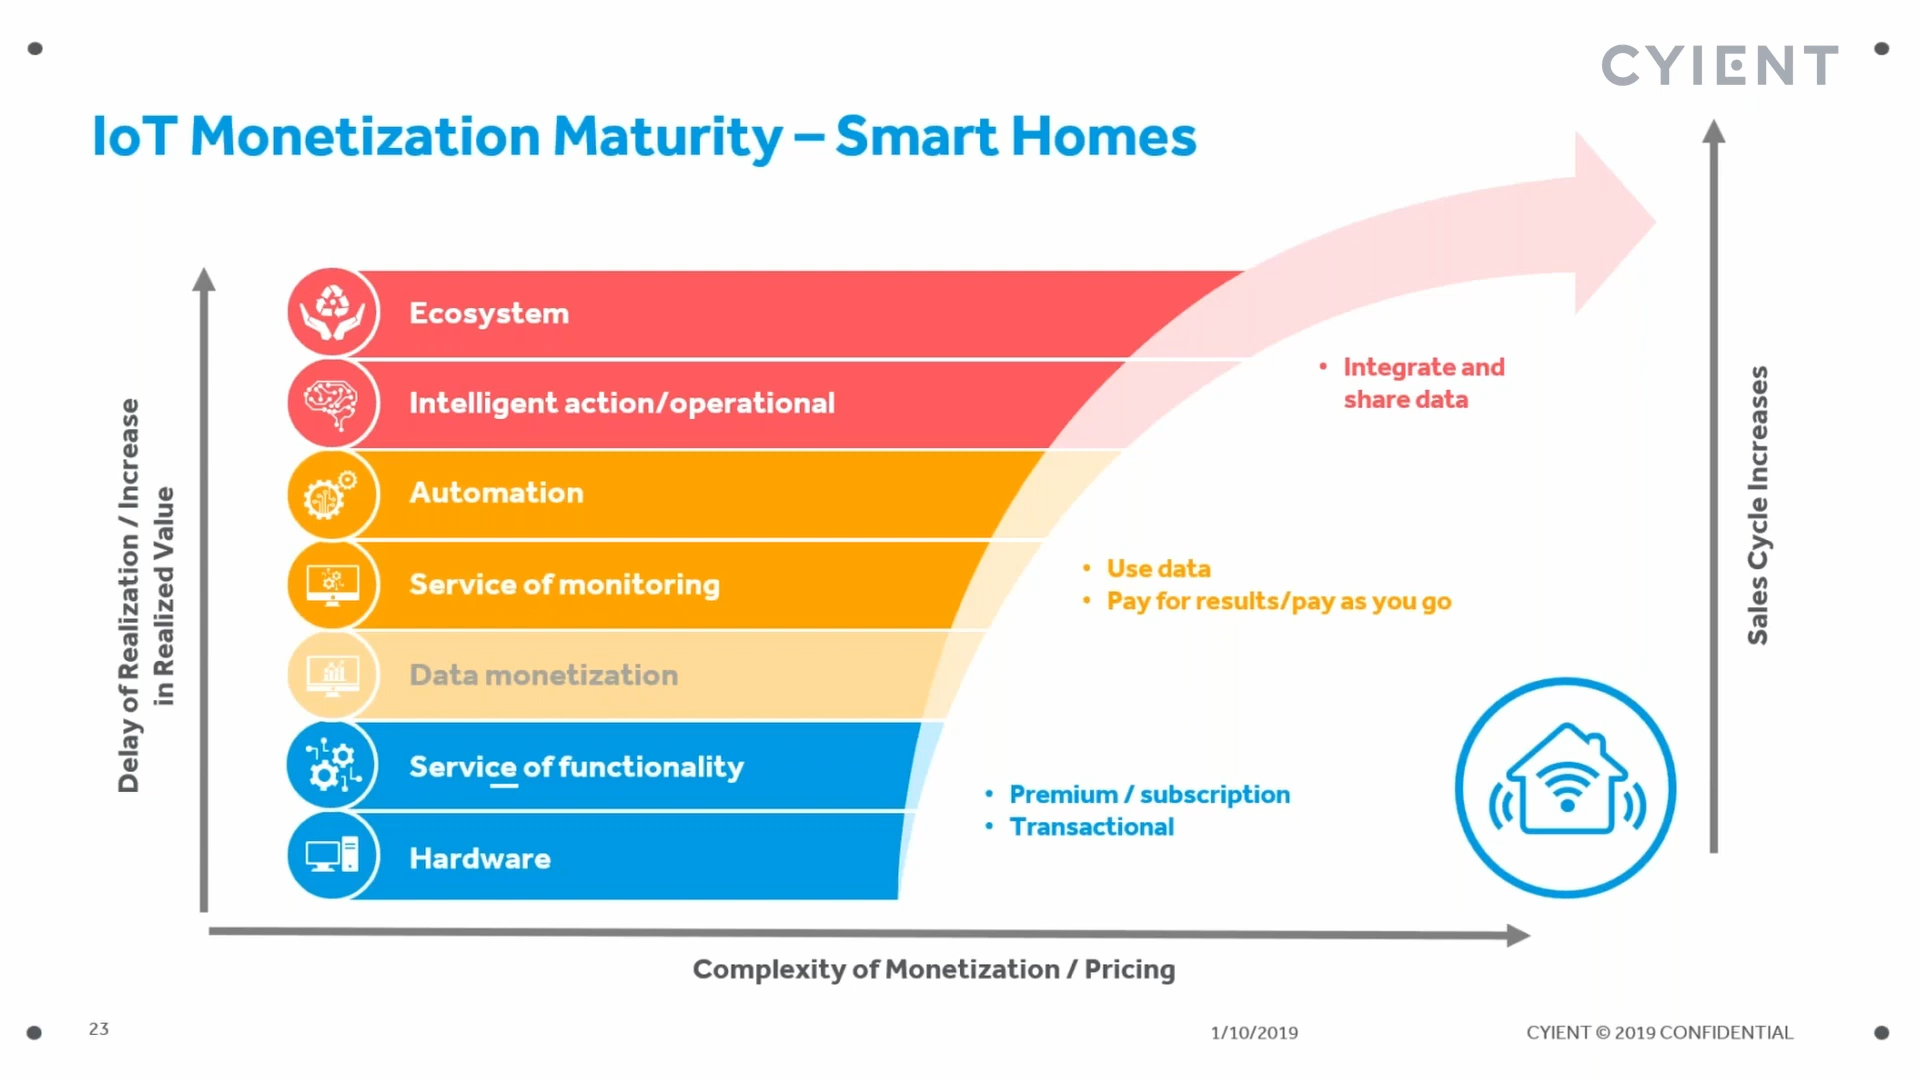 CYIENT
IoT Monetization Maturity – Smart Homes
Delay of Realization / Increase
in Realized Value
Ecosystem
Intelligent action/operational
Automation
Service of monitoring
Data monetization
Service of functionality
Hardware
• Integrate and
share data
• Use data
• Pay for results/pay as you go
• Premium / subscription
• Transactional
Sales Cycle Increases
Complexity of Monetization / Pricing
23
1/10/2019
CYIENT © 2019 CONFIDENTIAL